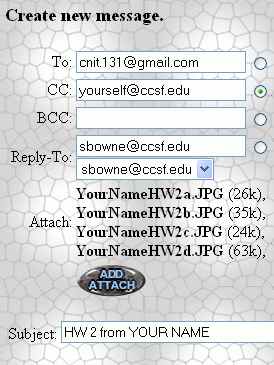 Create new message.
To: cnit.131@gmail.com
CC: yourself@ccsf.edu
BCC:
sbowne@ccsf.edu
Reply-To:
sbowne@ccsf.edu
YourNameHW2a.JPG (26k),
YourNameHW2b.JPG (35k),
Attach:
YourNameHW2c.JPG (24k),
YourNameHW2d.JPG (63k),
ADD ATTACH
Subject: HW 2 from YOUR NAME